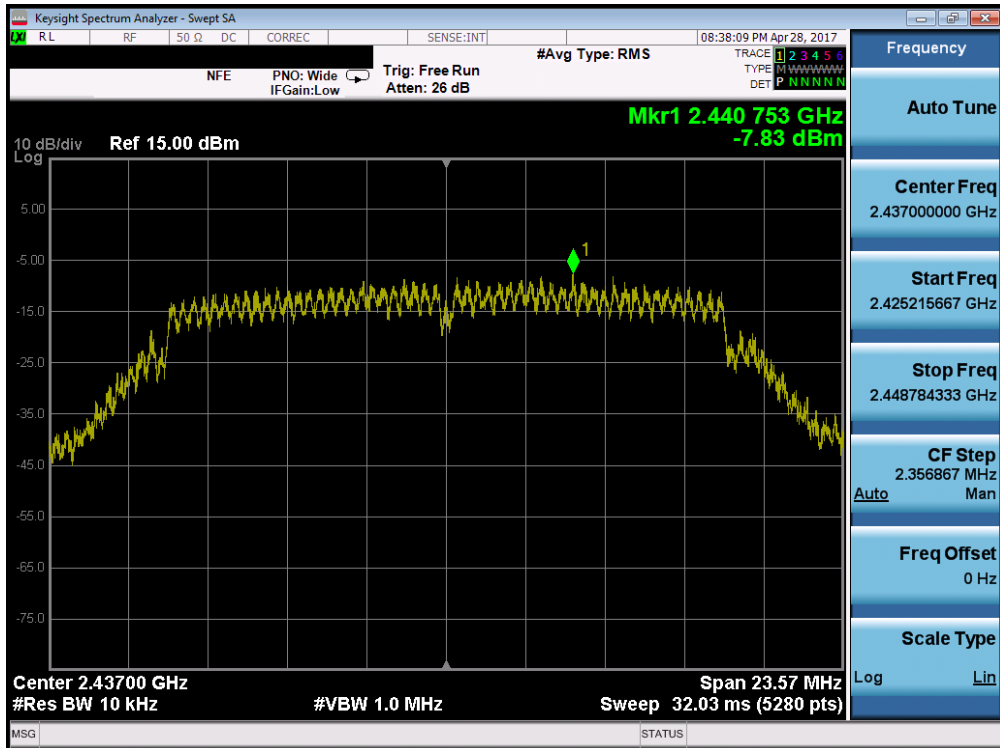 Keysight Spectrum Analyzer - Swept SA
LXI RL RF 50 Ω DC CORREC SENSE:INT 08:38:09 PM Apr 28, 2017
#Avg Type: RMS TRACE 1 2 3 4 5 6
NFE PNO: Wide Trig: Free Run TYPE M W W W W W
IFGain:Low Atten: 26 dB DET P N N N N N
Mkr1 2.440 753 GHz
-7.83 dBm
10 dB/div Ref 15.00 dBm
Log
5.00
-5.00
1
-15.0
-25.0
-35.0
-45.0
-55.0
-65.0
-75.0
Center 2.43700 GHz Span 23.57 MHz
#Res BW 10 kHz #VBW 1.0 MHz Sweep 32.03 ms (5280 pts)
MSG STATUS
Frequency
Auto Tune
Center Freq
2.437000000 GHz
Start Freq
2.425215667 GHz
Stop Freq
2.448784333 GHz
CF Step
2.356867 MHz
Auto Man
Freq Offset
0 Hz
Scale Type
Log Lin